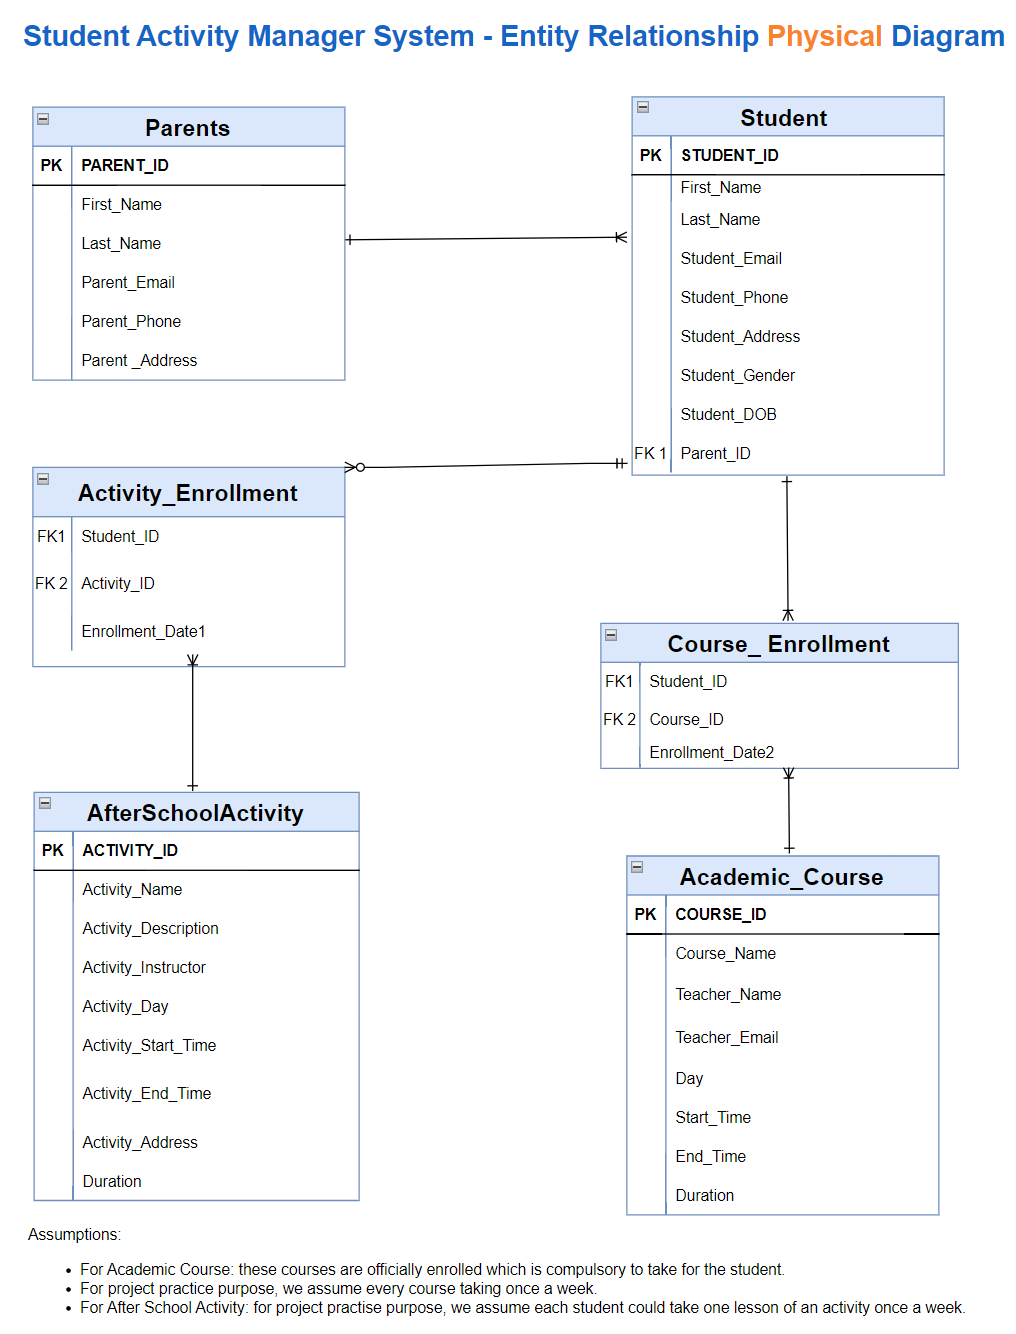 Student Activity Manager System - Entity Relationship Physical Diagram
Parents
PK PARENT_ID
First_Name
Last_Name
Parent_Email
Parent_Phone
Parent _Address
Student
PK STUDENT_ID
First_Name
Last_Name
Student_Email
Student_Phone
Student_Address
Student_Gender
Student_DOB
FK 1 Parent_ID
Activity_Enrollment
FK1 Student_ID
FK 2 Activity_ID
Enrollment_Date1
Course_ Enrollment
FK1 Student_ID
FK 2 Course_ID
Enrollment_Date2
AfterSchoolActivity
PK ACTIVITY_ID
Activity_Name
Activity_Description
Activity_Instructor
Activity_Day
Activity_Start_Time
Activity_End_Time
Activity_Address
Duration
Academic_Course
PK COURSE_ID
Course_Name
Teacher_Name
Teacher_Email
Day
Start_Time
End_Time
Duration
Assumptions:
• For Academic Course: these courses are officially enrolled which is compulsory to take for the student.
• For project practice purpose, we assume every course taking once a week.
• For After School Activity: for project practise purpose, we assume each student could take one lesson of an activity once a week.